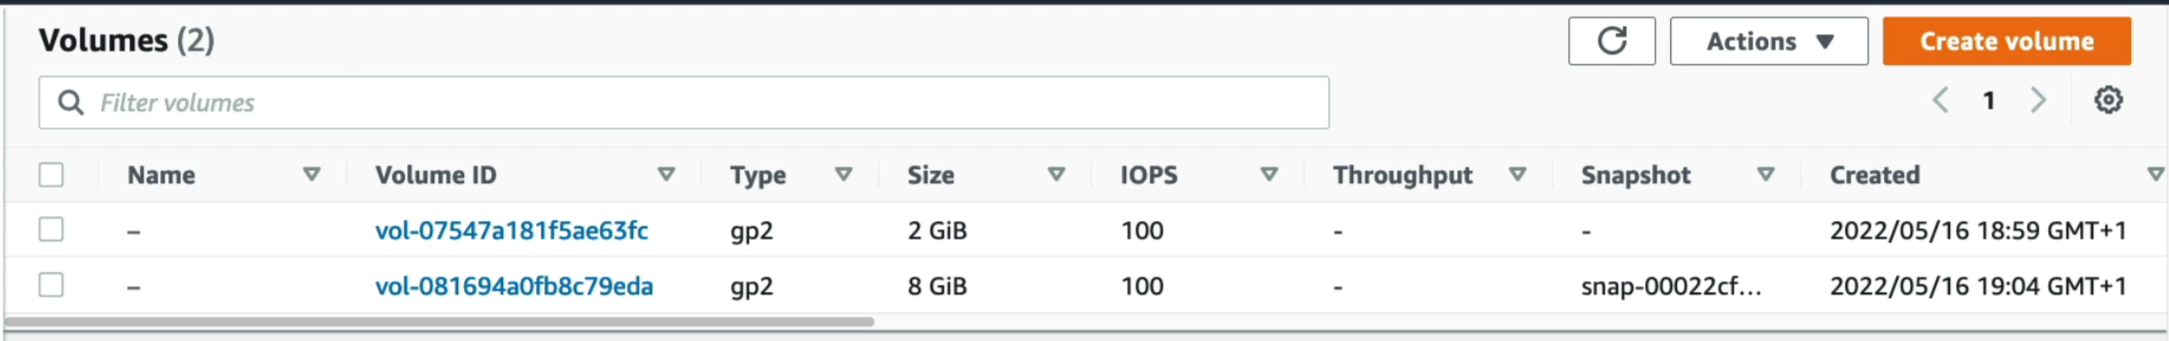 Volumes (2)
Actions
Create volume
Filter volumes
1
Name Volume ID Type Size IOPS Throughput Snapshot Created
– vol-07547a181f5ae63fc gp2 2 GiB 100 - - 2022/05/16 18:59 GMT+1
– vol-081694a0fb8c79eda gp2 8 GiB 100 - snap-00022cf... 2022/05/16 19:04 GMT+1